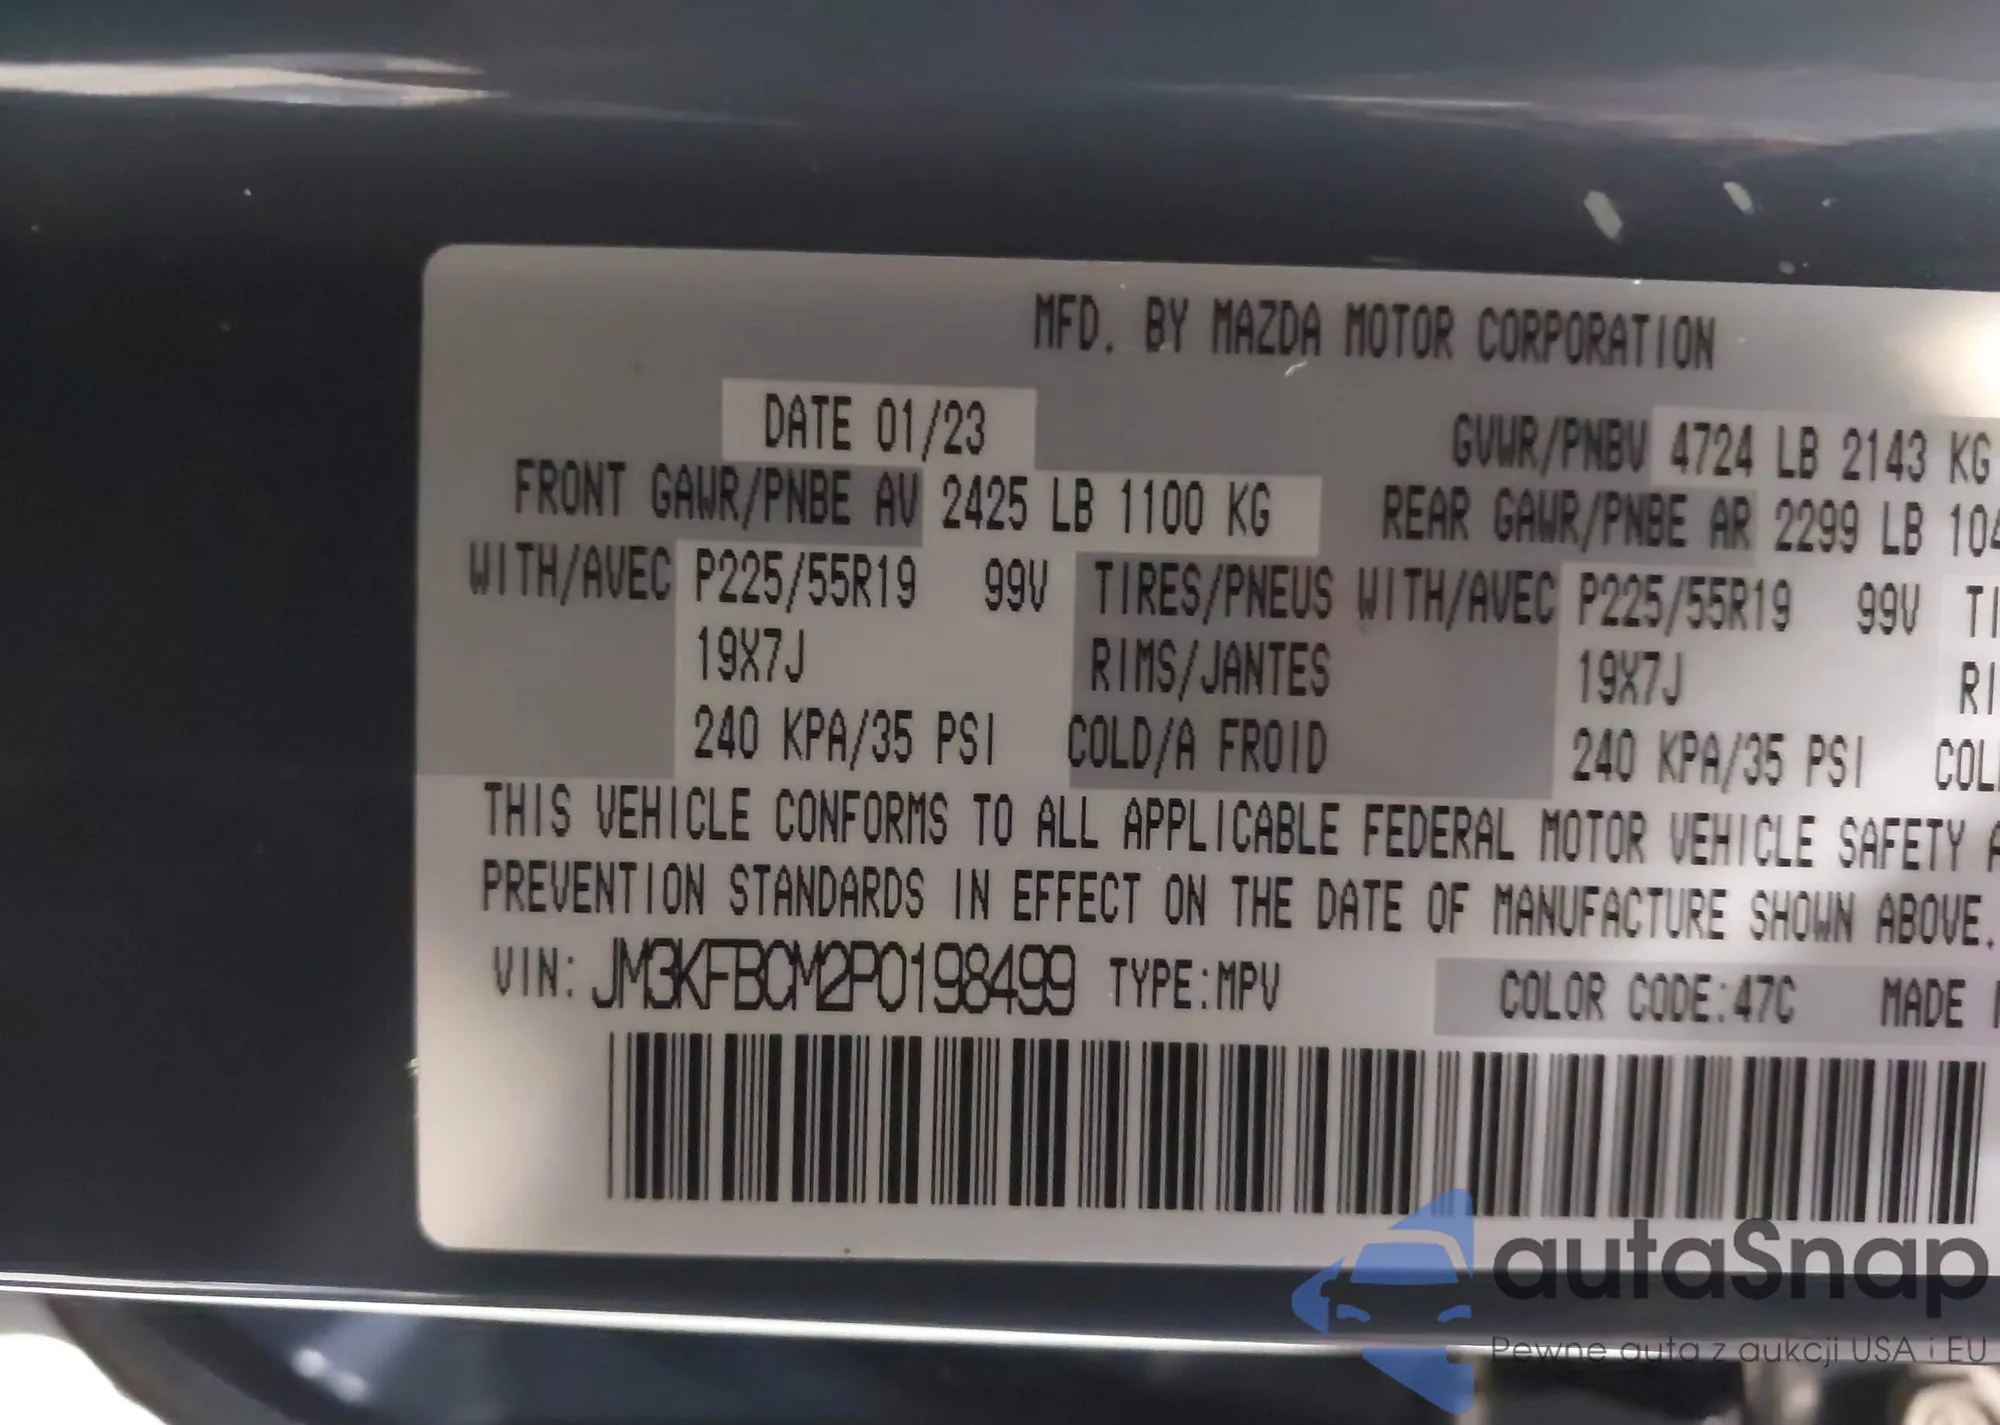 MFD. BY MAZDA MOTOR CORPORATION
DATE 01/23 GVWR/PNBV 4724 LB 2143 KG
FRONT GAWR/PNBE AV 2425 LB 1100 KG REAR GAWR/PNBE AR 2299 LB 104
WITH/AVEC P225/55R19 99V TIRES/PNEUS WITH/AVEC P225/55R19 99V TI
19X7J RIMS/JANTES 19X7J RI
240 KPA/35 PSI COLD/A FROID 240 KPA/35 PSI COL
THIS VEHICLE CONFORMS TO ALL APPLICABLE FEDERAL MOTOR VEHICLE SAFETY A
PREVENTION STANDARDS IN EFFECT ON THE DATE OF MANUFACTURE SHOWN ABOVE.
VIN: JM3KFBCM2P0198499 TYPE:MPV COLOR CODE:47C MADE
autaSnap
Pewne auta z aukcji USA i EU